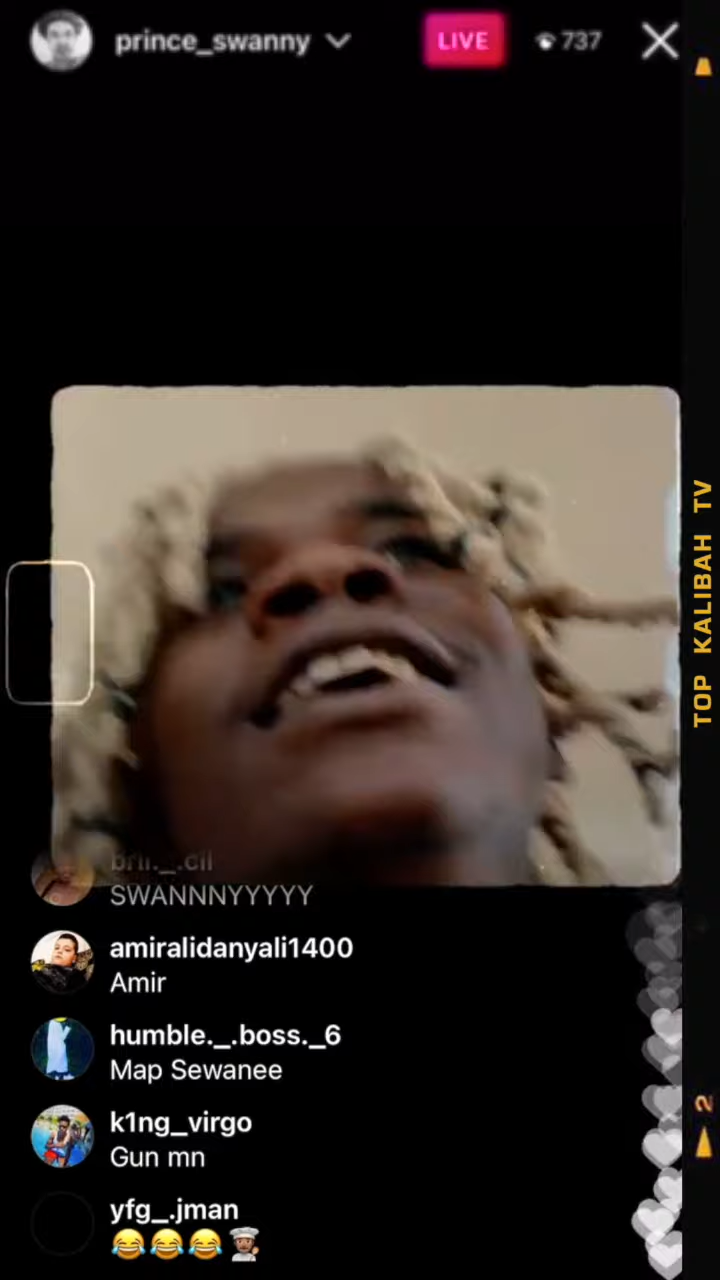 prince_swanny
LIVE
737
SWANNNYYYYY
amiralidanyali1400
Amir
humble._.boss._6
Map Sewanee
k1ng_virgo
Gun mn
yfg_.jman
😂😂😂👨🏽‍🍳
TOP KALIBAH TV
2